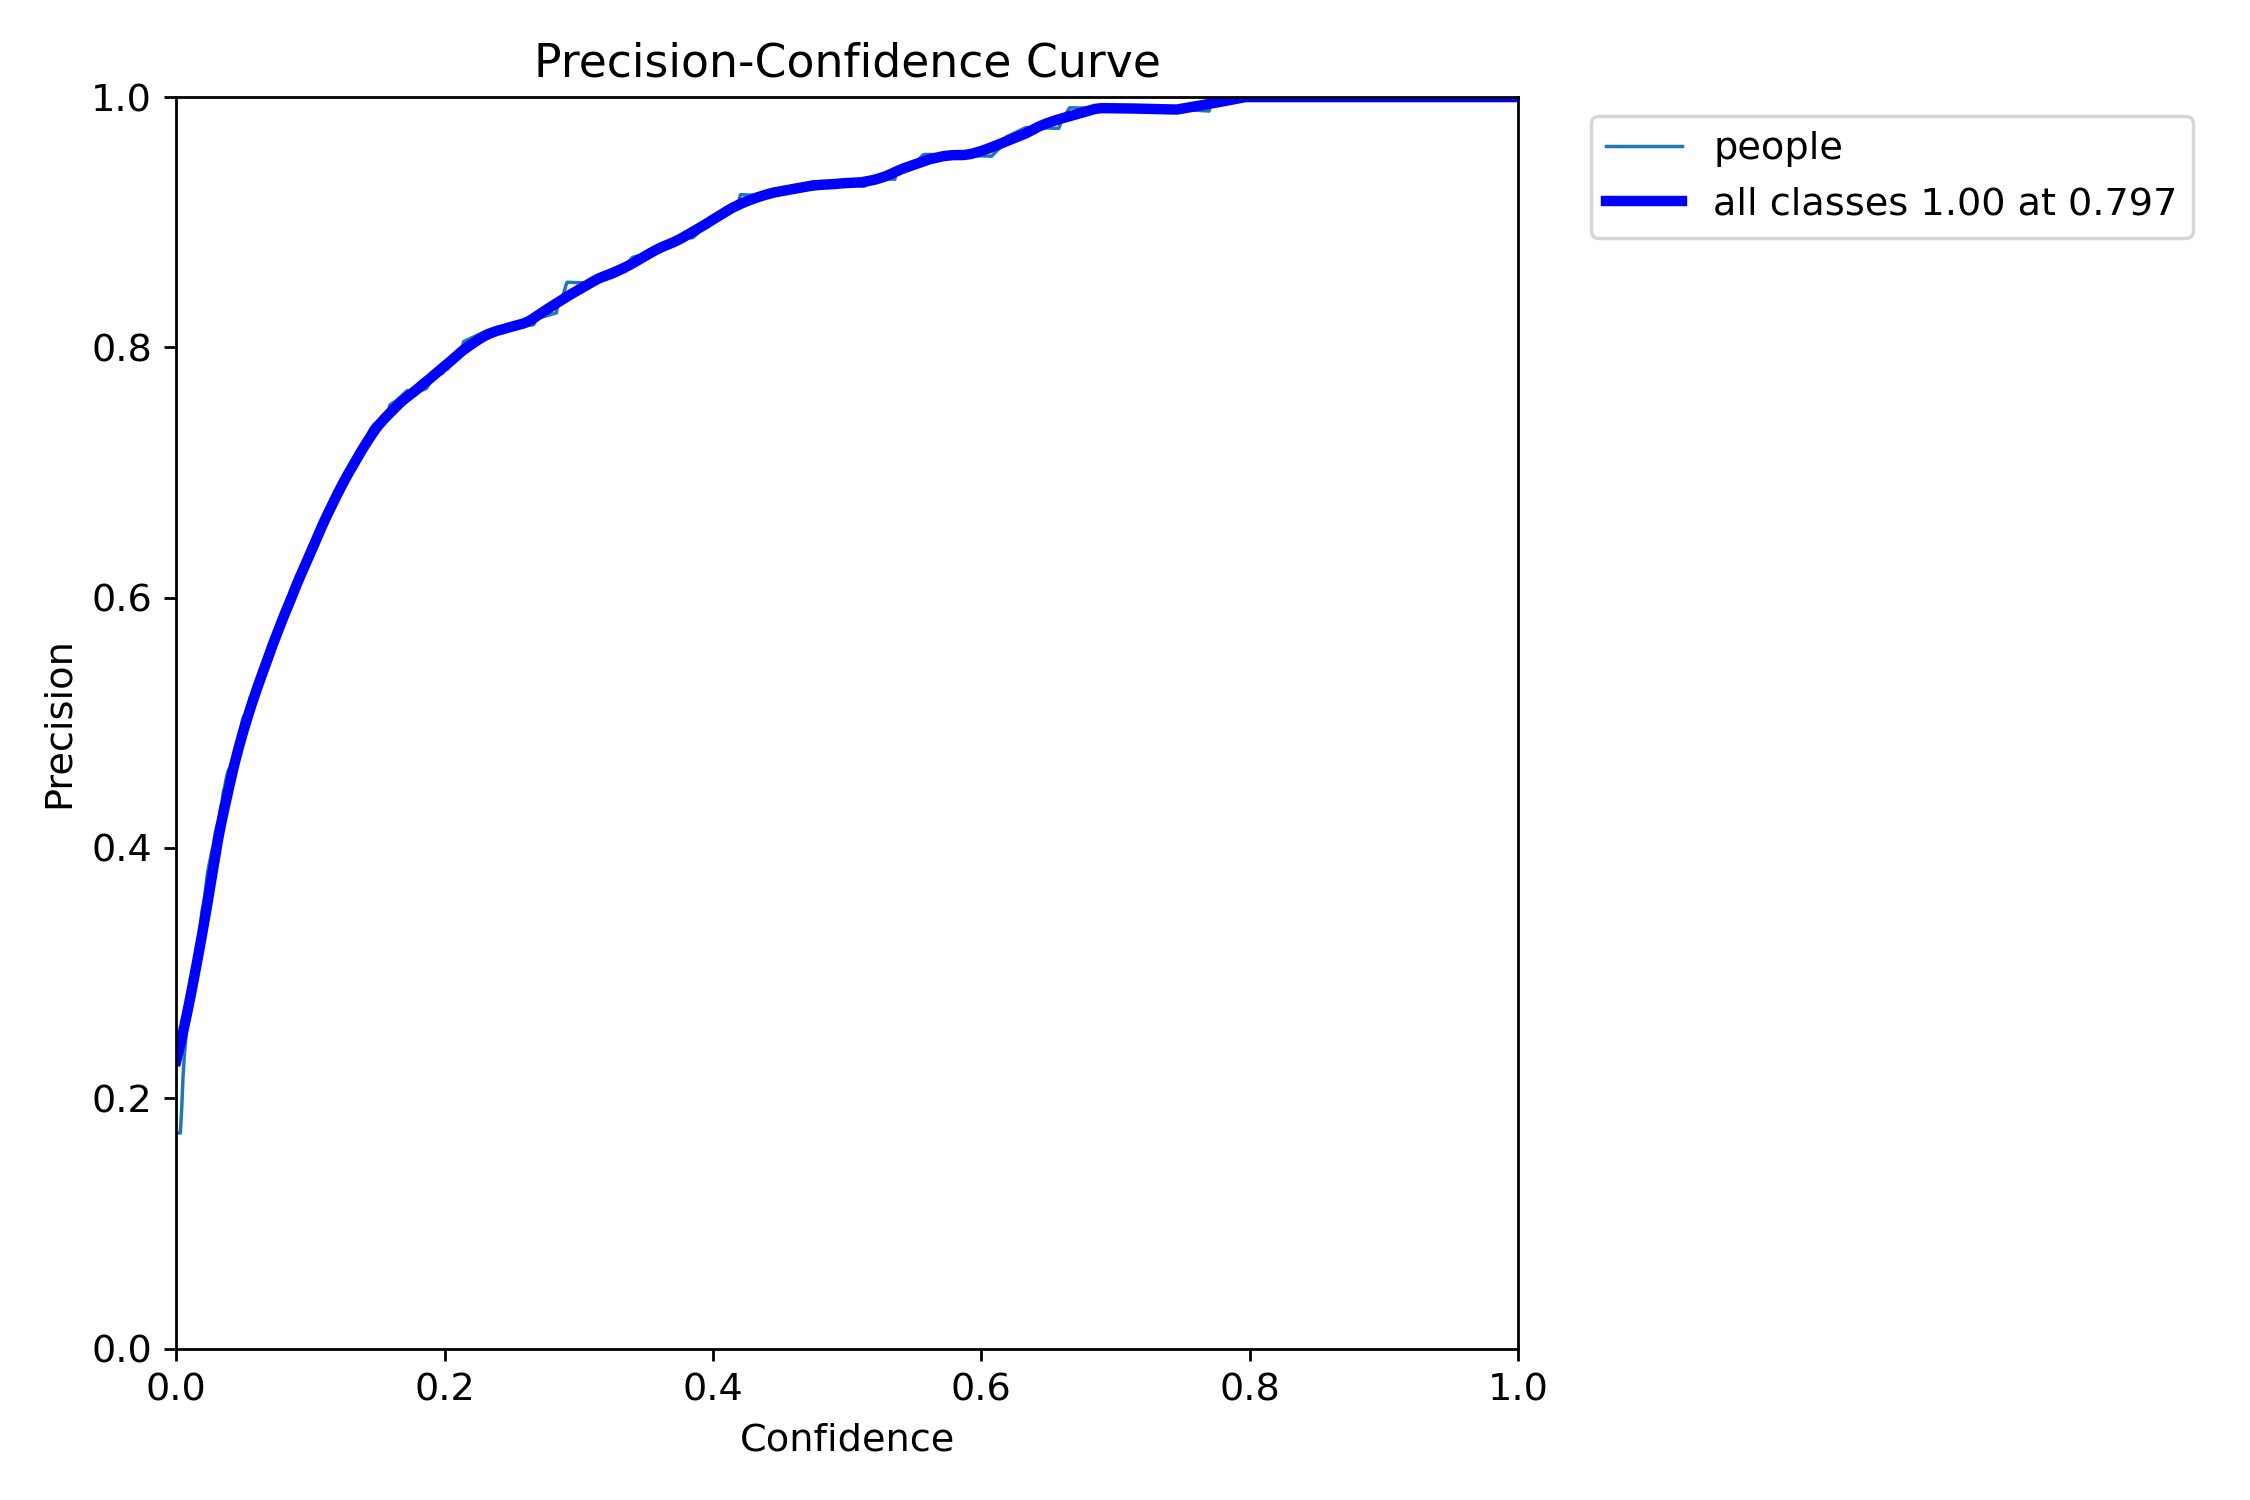 Precision-Confidence Curve
people
all classes 1.00 at 0.797
1.0
0.8
0.6
0.4
0.2
0.0
Precision
0.0 0.2 0.4 0.6 0.8 1.0
Confidence